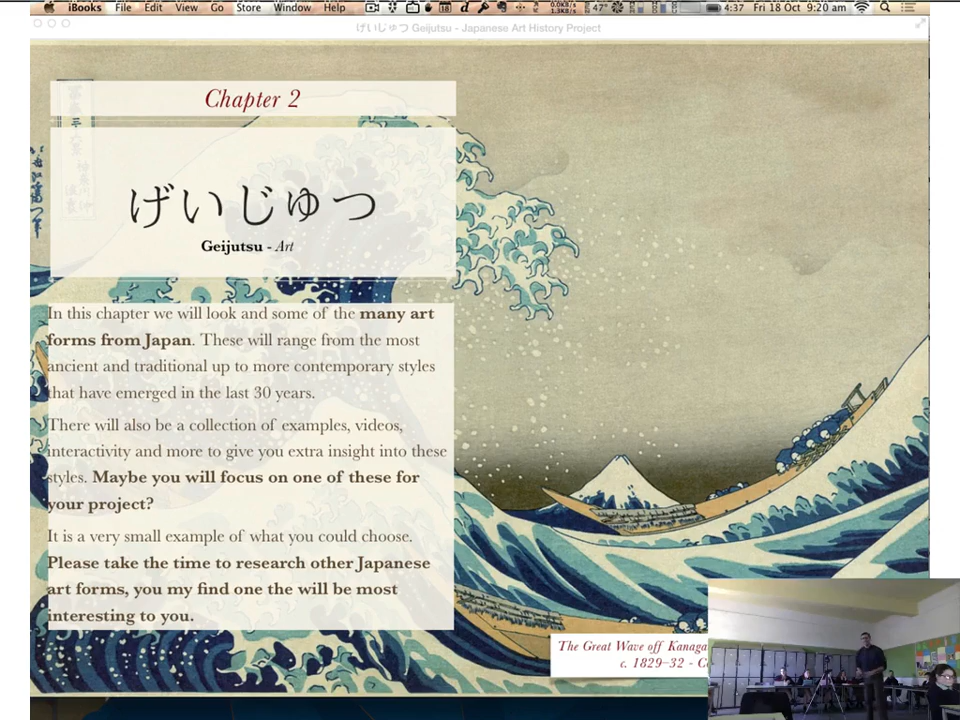 iBooks File Edit View Go Store Window Help 18 0.0KB/s 1.3KB/s 47° 4:37 Fri 18 Oct 9:20 am
げいじゅつ Geijutsu - Japanese Art History Project
Chapter 2
げいじゅつ
Geijutsu - Art
In this chapter we will look and some of the many art
forms from Japan. These will range from the most
ancient and traditional up to more contemporary styles
that have emerged in the last 30 years.
There will also be a collection of examples, videos,
interactivity and more to give you extra insight into these
styles. Maybe you will focus on one of these for
your project?
It is a very small example of what you could choose.
Please take the time to research other Japanese
art forms, you my find one the will be most
interesting to you.
The Great Wave off
c. 1829–32 -